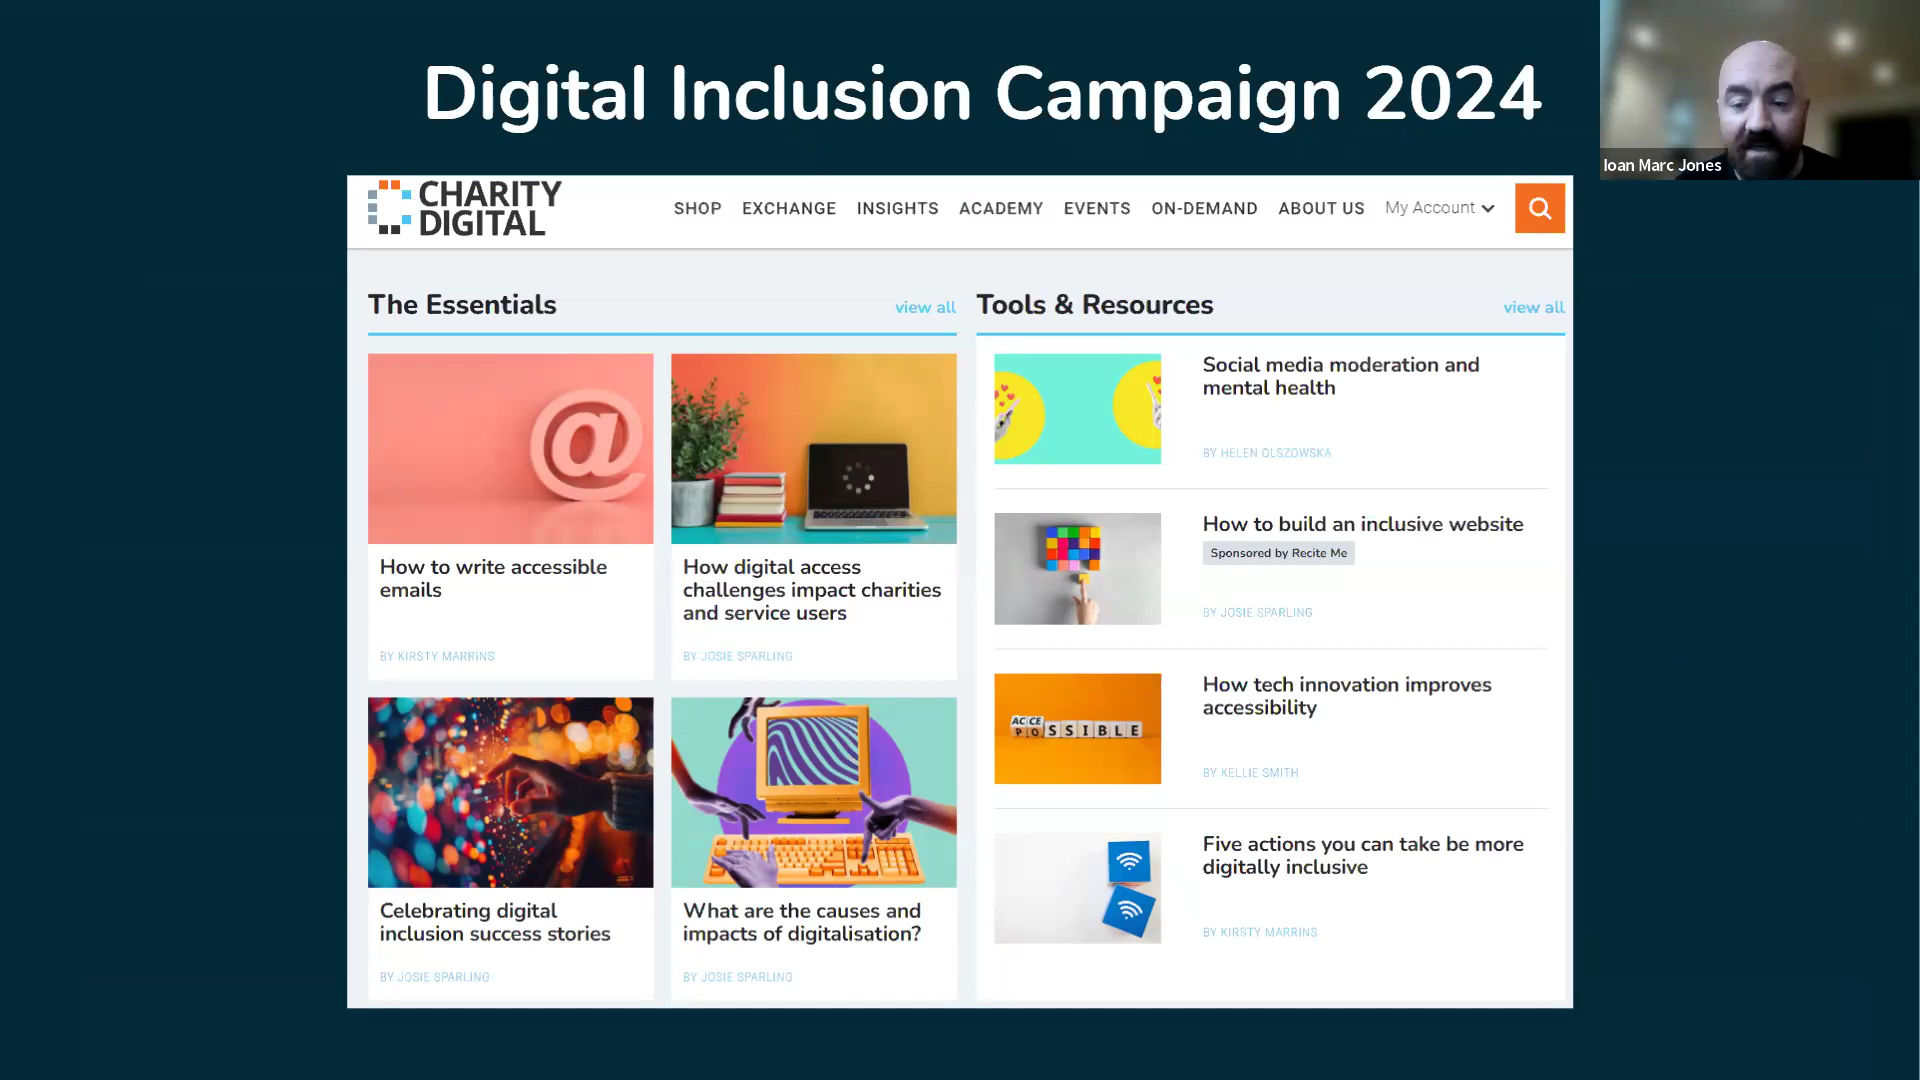 Digital Inclusion Campaign 2024
Ioan Marc Jones
CHARITY
DIGITAL
SHOP EXCHANGE INSIGHTS ACADEMY EVENTS ON-DEMAND ABOUT US My Account
The Essentials
view all
@
How to write accessible
emails
BY KIRSTY MARRINS
How digital access
challenges impact charities
and service users
BY JOSIE SPARLING
Celebrating digital
inclusion success stories
BY JOSIE SPARLING
What are the causes and
impacts of digitalisation?
BY JOSIE SPARLING
Tools & Resources
view all
Social media moderation and
mental health
BY HELEN OLSZOWSKA
How to build an inclusive website
Sponsored by Recite Me
BY JOSIE SPARLING
ACCE
POSSIBLE
How tech innovation improves
accessibility
BY KELLIE SMITH
Five actions you can take be more
digitally inclusive
BY KIRSTY MARRINS